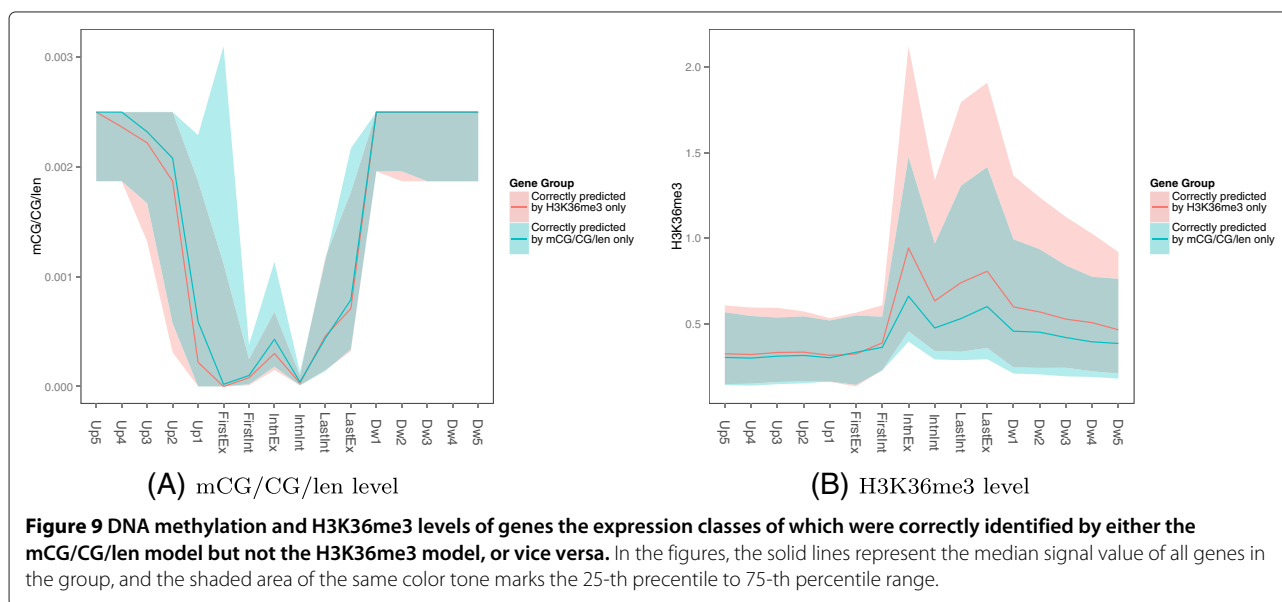 0.003
0.002
0.001
0.000
mCG/CG/len
Up5
Up4
Up3
Up2
Up1
FirstEx
FirstInt
IntnEx
IntnInt
LastInt
LastEx
Dw1
Dw2
Dw3
Dw4
Dw5
Gene Group
Correctly predicted
by H3K36me3 only
Correctly predicted
by mCG/CG/len only
(A) mCG/CG/len level
2.0
1.5
1.0
0.5
H3K36me3
Up5
Up4
Up3
Up2
Up1
FirstEx
FirstInt
IntnEx
IntnInt
LastInt
LastEx
Dw1
Dw2
Dw3
Dw4
Dw5
Gene Group
Correctly predicted
by H3K36me3 only
Correctly predicted
by mCG/CG/len only
(B) H3K36me3 level
Figure 9 DNA methylation and H3K36me3 levels of genes the expression classes of which were correctly identified by either the
mCG/CG/len model but not the H3K36me3 model, or vice versa. In the figures, the solid lines represent the median signal value of all genes in
the group, and the shaded area of the same color tone marks the 25-th precentile to 75-th percentile range.